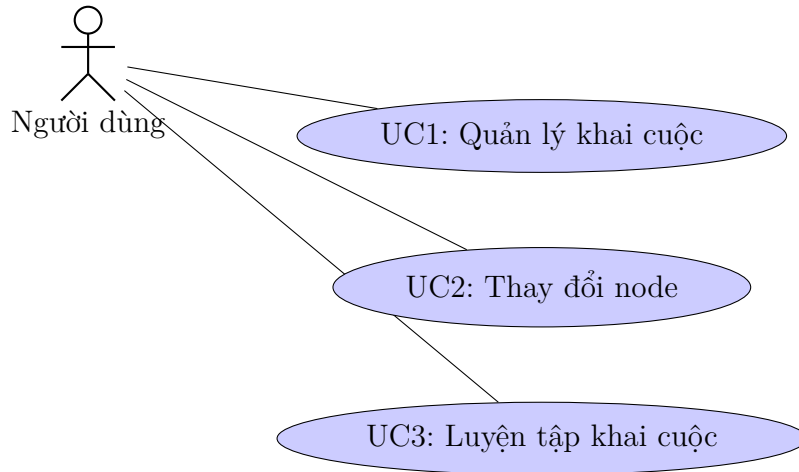 Người dùng
UC1: Quản lý khai cuộc
UC2: Thay đổi node
UC3: Luyện tập khai cuộc